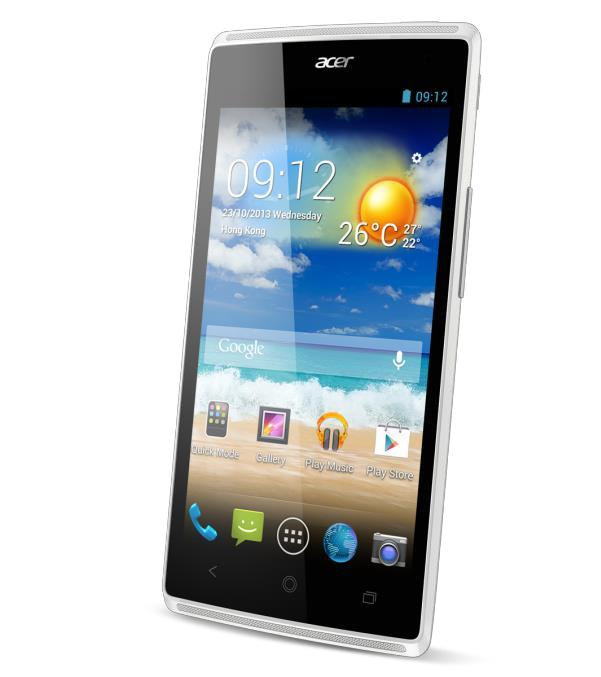 acer
09:12
09:12
23/10/2013 Wednesday
Hong Kong
26°C 27°
22°
Google
Quick Mode
Gallery
Play Music
Play Store